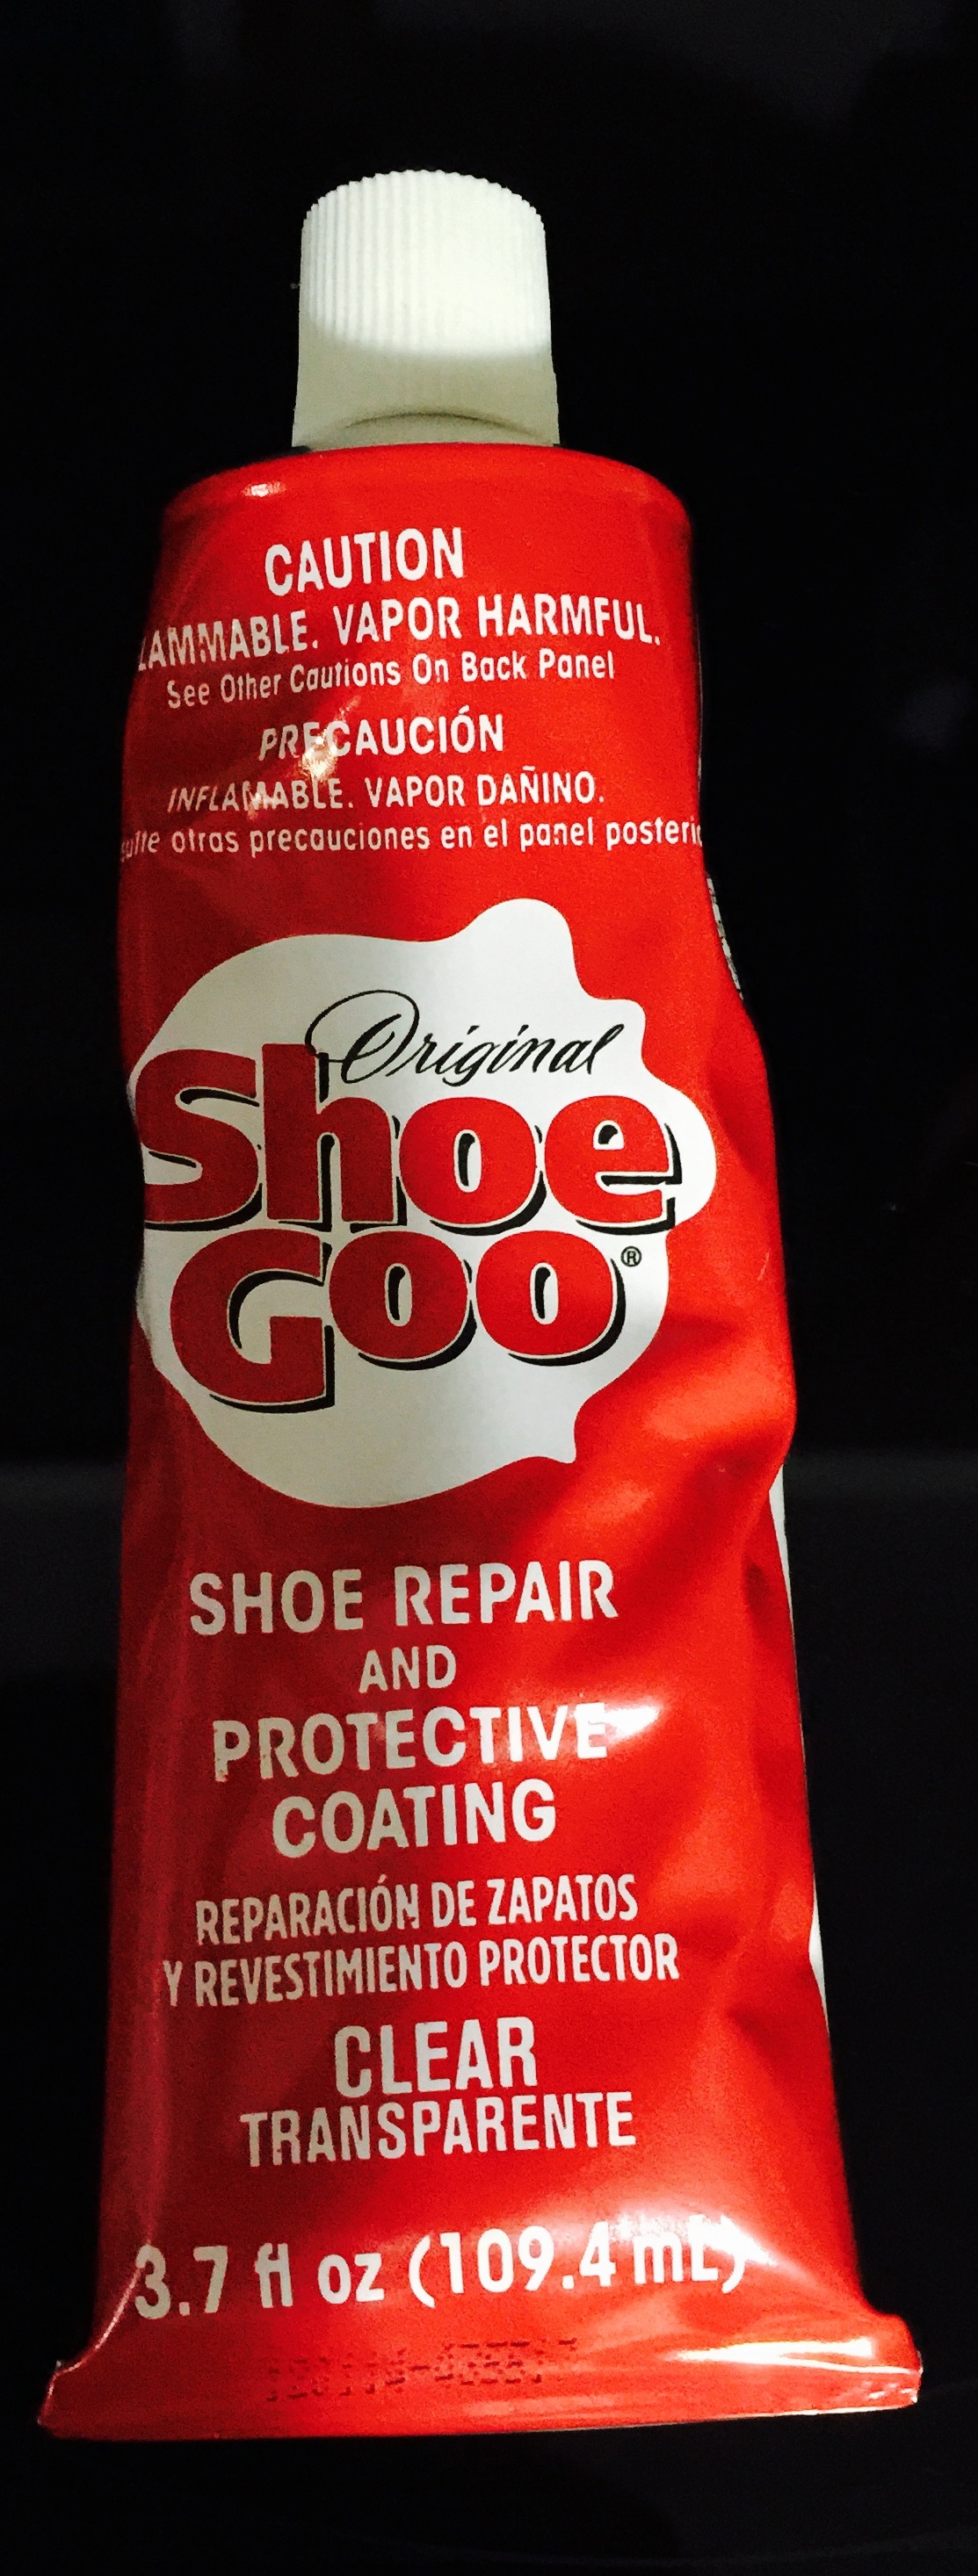 CAUTION
LAMMABLE. VAPOR HARMFUL.
See Other Cautions On Back Panel
PRECAUCIÓN
INFLAMABLE. VAPOR DAÑINO.
otras precauciones en el panel posterio
Original
Shoe
Goo®
SHOE REPAIR
AND
PROTECTIVE
COATING
REPARACIÓN DE ZAPATOS
Y REVESTIMIENTO PROTECTOR
CLEAR
TRANSPARENTE
3.7 fl oz (109.4 mL)